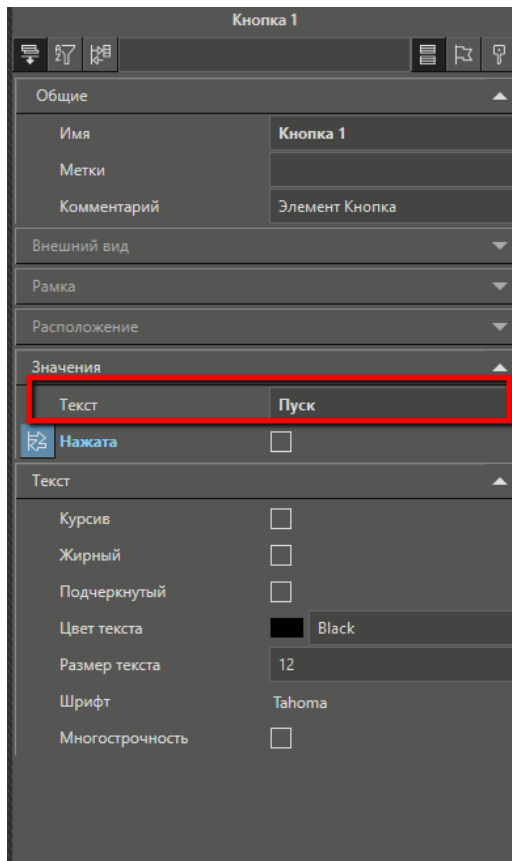 Кнопка 1
Общие
Имя Кнопка 1
Метки
Комментарий Элемент Кнопка
Внешний вид
Рамка
Расположение
Значения
Текст Пуск
Нажата
Текст
Курсив
Жирный
Подчеркнутый
Цвет текста Black
Размер текста 12
Шрифт Tahoma
Многострочность